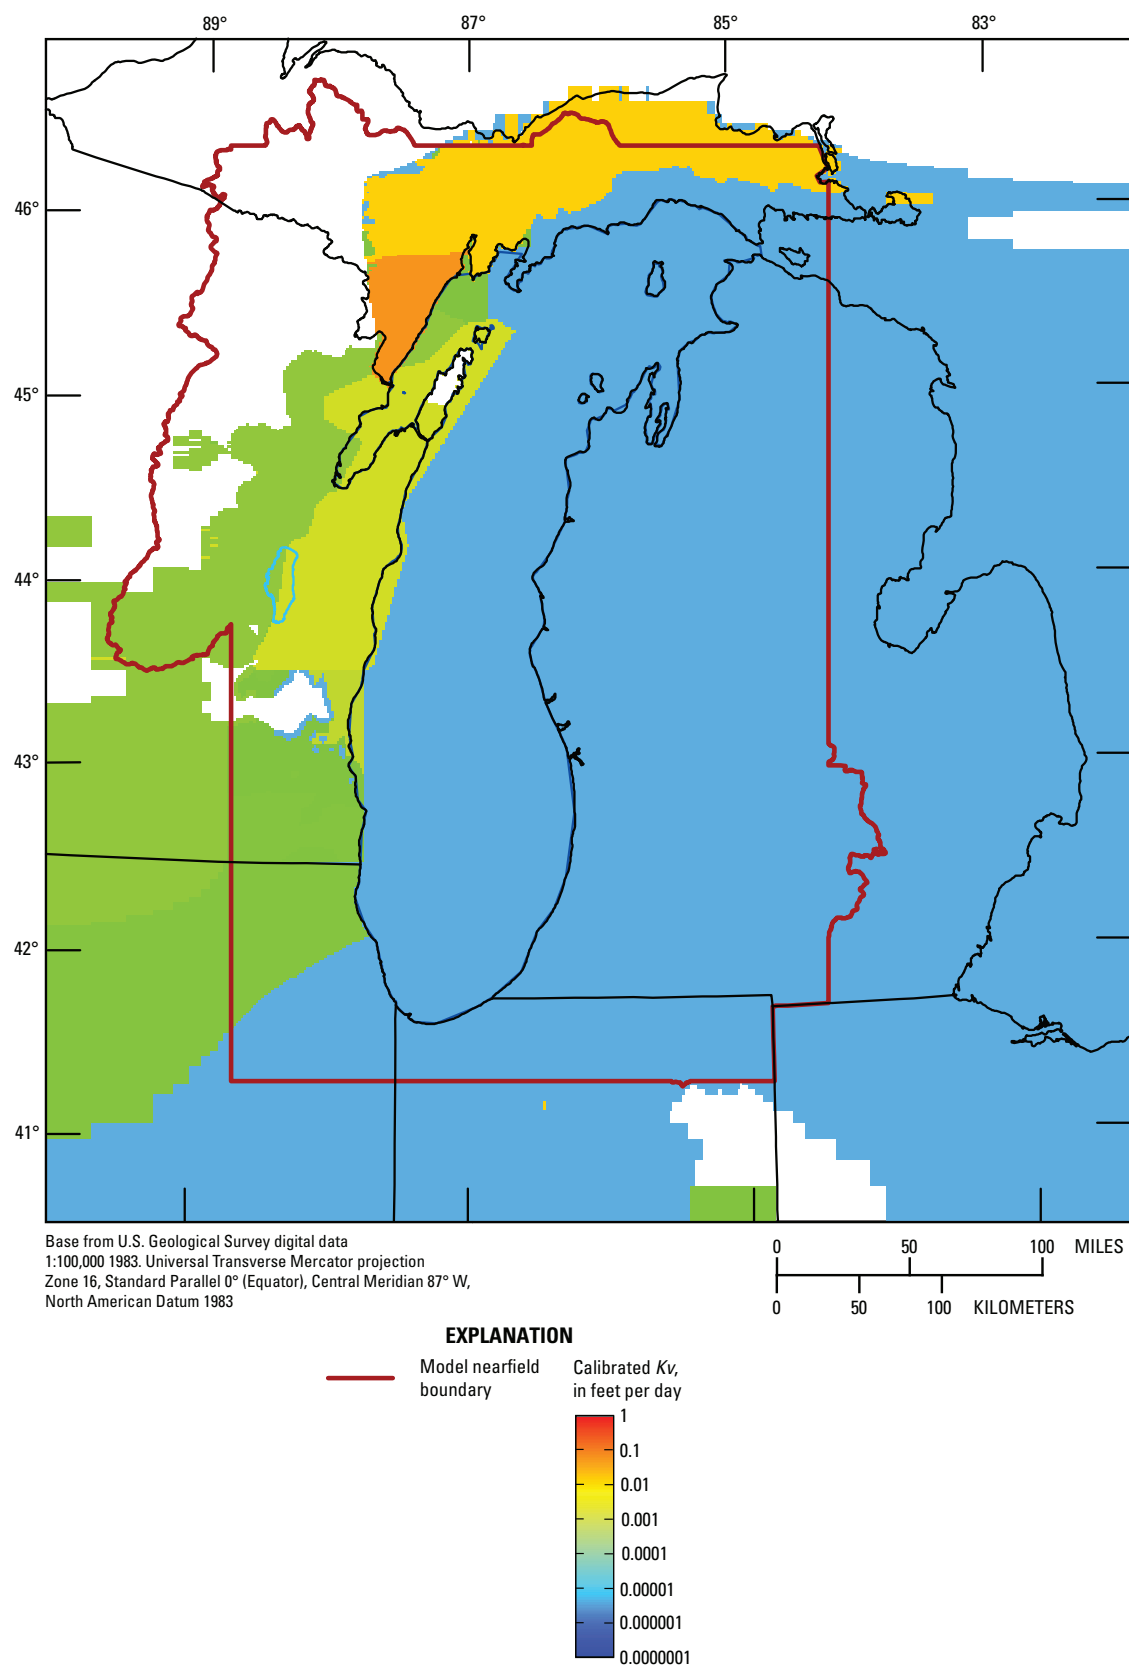 89° 87° 85° 83°
46°
45°
44°
43°
42°
41°
Base from U.S. Geological Survey digital data
1:100,000 1983. Universal Transverse Mercator projection
Zone 16, Standard Parallel 0° (Equator), Central Meridian 87° W,
North American Datum 1983
0 50 100 MILES
0 50 100 KILOMETERS
EXPLANATION
Model nearfield
boundary
Calibrated Kv,
in feet per day
1
0.1
0.01
0.001
0.0001
0.00001
0.000001
0.0000001